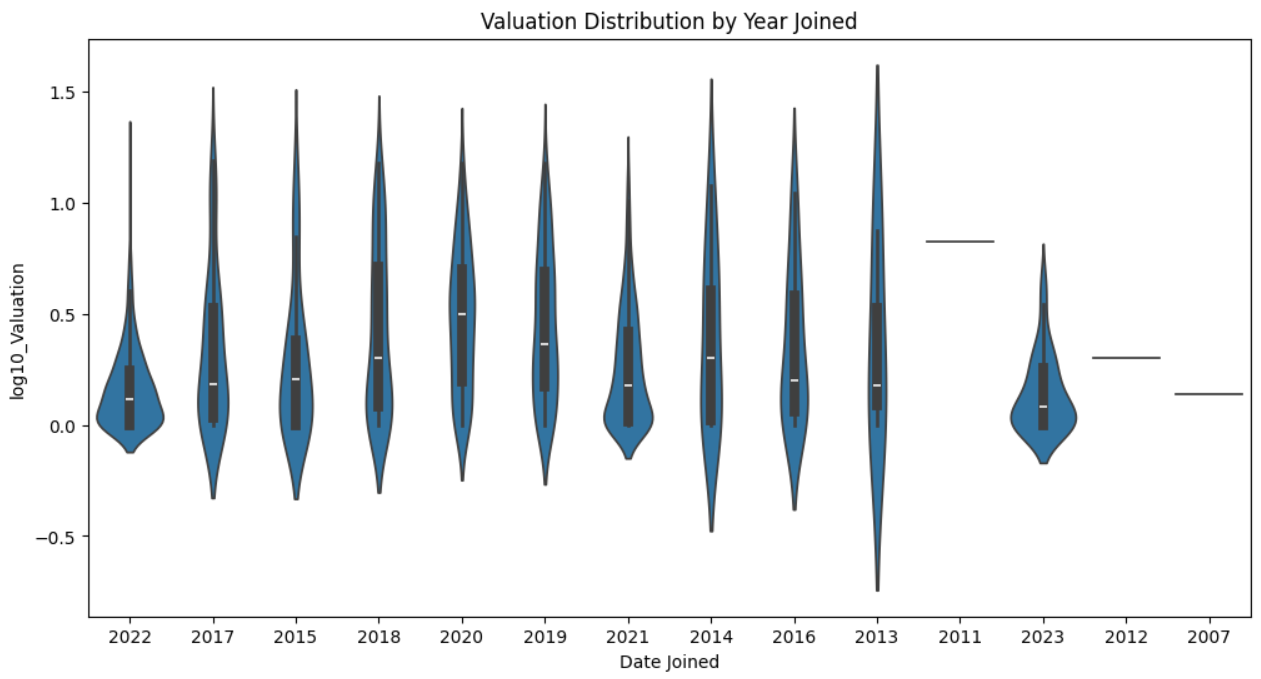 Valuation Distribution by Year Joined
log10_Valuation
1.5
1.0
0.5
0.0
−0.5
2022 2017 2015 2018 2020 2019 2021 2014 2016 2013 2011 2023 2012 2007
Date Joined